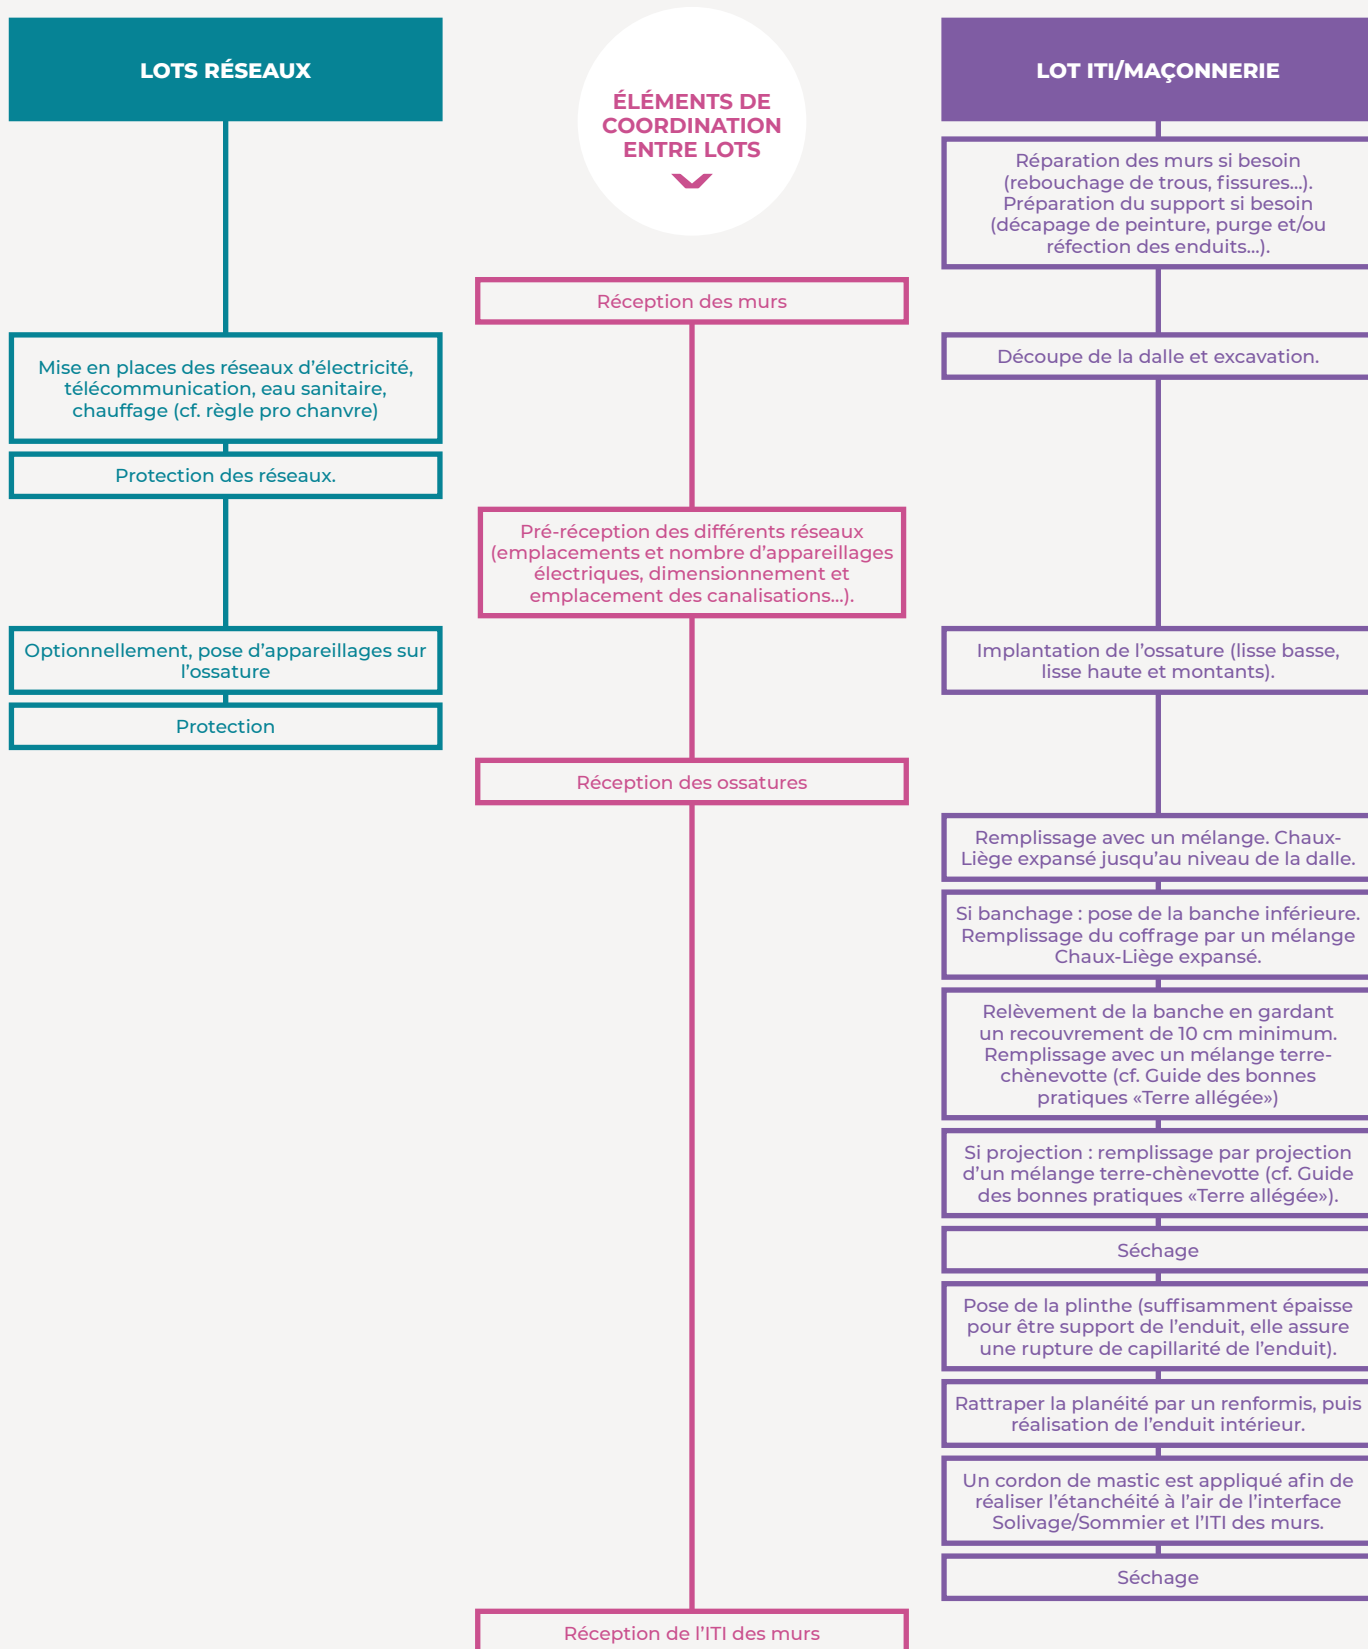 LOTS RÉSEAUX
ÉLÉMENTS DE
COORDINATION
ENTRE LOTS
LOT ITI/MAÇONNERIE
Réparation des murs si besoin
(rebouchage de trous, fissures...).
Préparation du support si besoin
(décapage de peinture, purge et/ou
réfection des enduits...).
Réception des murs
Mise en places des réseaux d'électricité,
télécommunication, eau sanitaire,
chauffage (cf. règle pro chanvre)
Découpe de la dalle et excavation.
Protection des réseaux.
Pré-réception des différents réseaux
(emplacements et nombre d'appareillages
électriques, dimensionnement et
emplacement des canalisations...).
Optionnellement, pose d'appareillages sur
l'ossature
Implantation de l'ossature (lisse basse,
lisse haute et montants).
Protection
Réception des ossatures
Remplissage avec un mélange. Chaux-
Liège expansé jusqu'au niveau de la dalle.
Si banchage : pose de la banche inférieure.
Remplissage du coffrage par un mélange
Chaux-Liège expansé.
Relèvement de la banche en gardant
un recouvrement de 10 cm minimum.
Remplissage avec un mélange terre-
chènevotte (cf. Guide des bonnes
pratiques «Terre allégée»)
Si projection : remplissage par projection
d'un mélange terre-chènevotte (cf. Guide
des bonnes pratiques «Terre allégée»).
Séchage
Pose de la plinthe (suffisamment épaisse
pour être support de l'enduit, elle assure
une rupture de capillarité de l'enduit).
Rattraper la planéité par un renformis, puis
réalisation de l'enduit intérieur.
Un cordon de mastic est appliqué afin de
réaliser l'étanchéité à l'air de l'interface
Solivage/Sommier et l'ITI des murs.
Séchage
Réception de l'ITI des murs